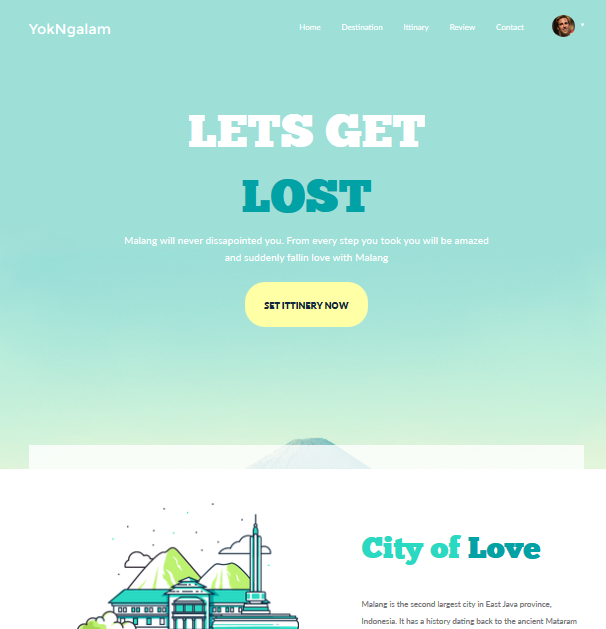 YokNgalam
Home Destination Ittinary Review Contact
LETS GET
LOST
Malang will never dissapointed you. From every step you took you will be amazed
and suddenly fallin love with Malang
SET ITTINERY NOW
City of Love
Malang is the second largest city in East Java province,
Indonesia. It has a history dating back to the ancient Mataram